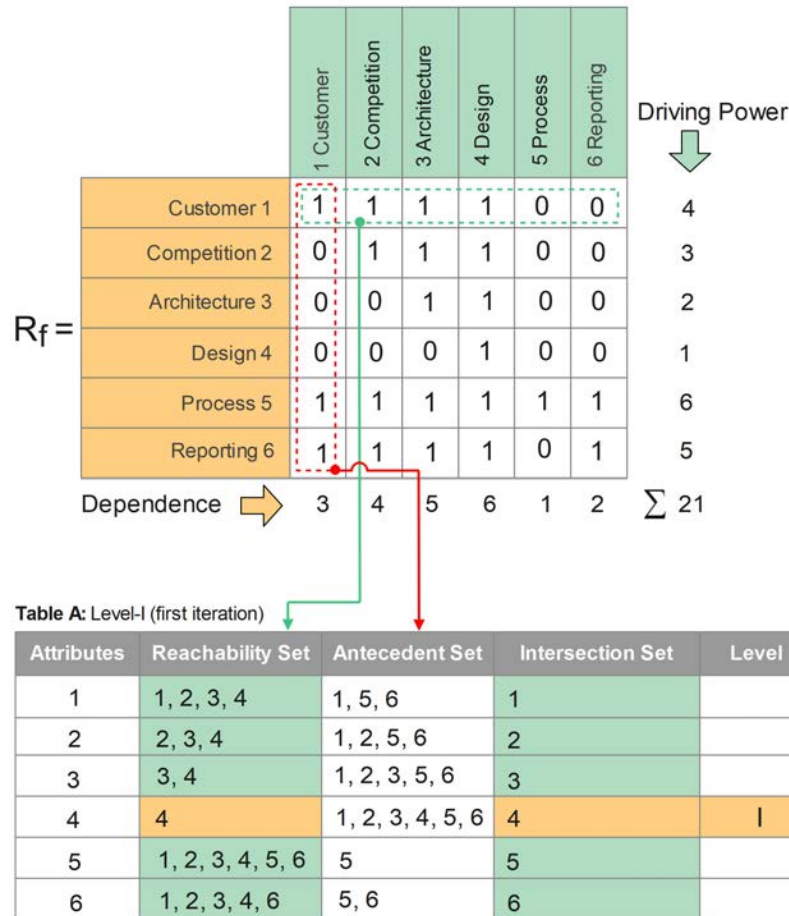 1 Customer
2 Competition
3 Architecture
4 Design
5 Process
6 Reporting
Driving Power
Customer 1 1 1 1 1 0 0 4
Competition 2 0 1 1 1 0 0 3
Architecture 3 0 0 1 1 0 0 2
Rf =
Design 4 0 0 0 1 0 0 1
Process 5 1 1 1 1 1 1 6
Reporting 6 1 1 1 1 0 1 5
Dependence 3 4 5 6 1 2 ∑ 21
Table A: Level-I (first iteration)
Attributes Reachability Set Antecedent Set Intersection Set Level
1 1, 2, 3, 4 1, 5, 6 1
2 2, 3, 4 1, 2, 5, 6 2
3 3, 4 1, 2, 3, 5, 6 3
4 4 1, 2, 3, 4, 5, 6 4 I
5 1, 2, 3, 4, 5, 6 5 5
6 1, 2, 3, 4, 6 5, 6 6